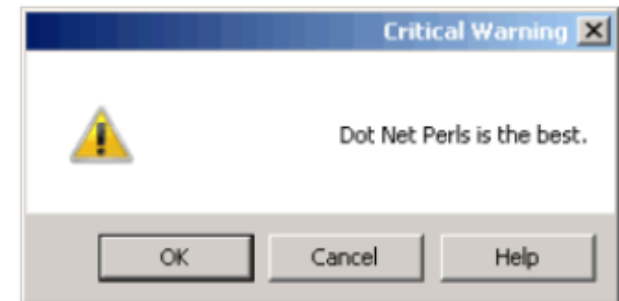 Critical Warning
Dot Net Perls is the best.
OK
Cancel
Help